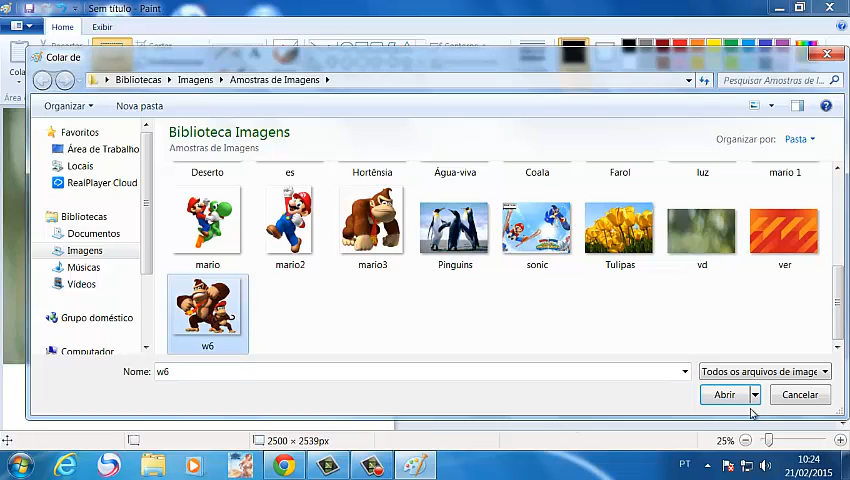 Sem título - Paint
Home
Exibir
Colar de
Bibliotecas
Imagens
Amostras de Imagens
Pesquisar Amostras de I...
Organizar
Nova pasta
Favoritos
Área de Trabalho
Locais
RealPlayer Cloud
Bibliotecas
Documentos
Imagens
Músicas
Vídeos
Grupo doméstico
Computador
Biblioteca Imagens
Amostras de Imagens
Organizar por:
Pasta
Deserto
es
Hortênsia
Água-viva
Coala
Farol
luz
mario 1
mario
mario2
mario3
Pinguins
sonic
Tulipas
vd
ver
w6
Nome:
w6
Todos os arquivos de image
Abrir
Cancelar
2500 × 2539px
25%
PT
10:24
21/02/2015